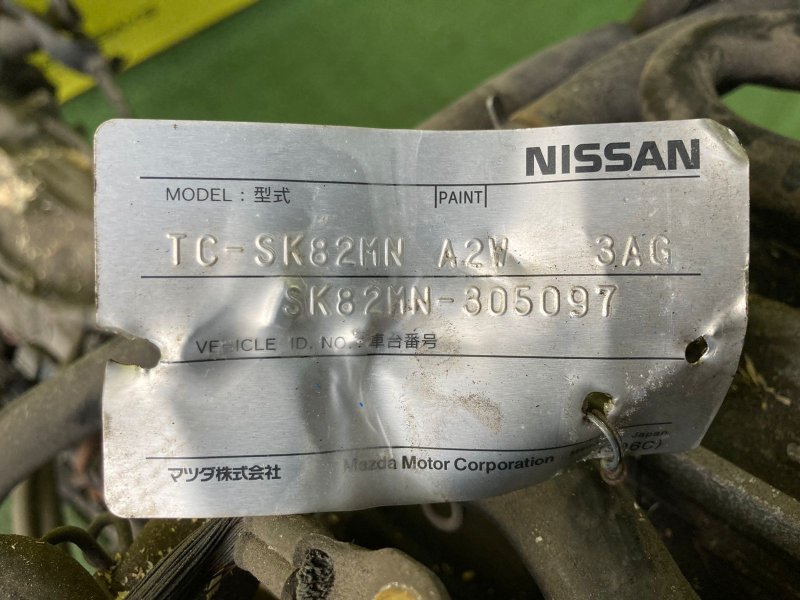 NISSAN
MODEL : 型式 PAINT
TC-SK82MN A2W 3AG
SK82MN-305097
VEHICLE ID. NO. : 車台番号
Japan
マツダ株式会社 Mazda Motor Corporation